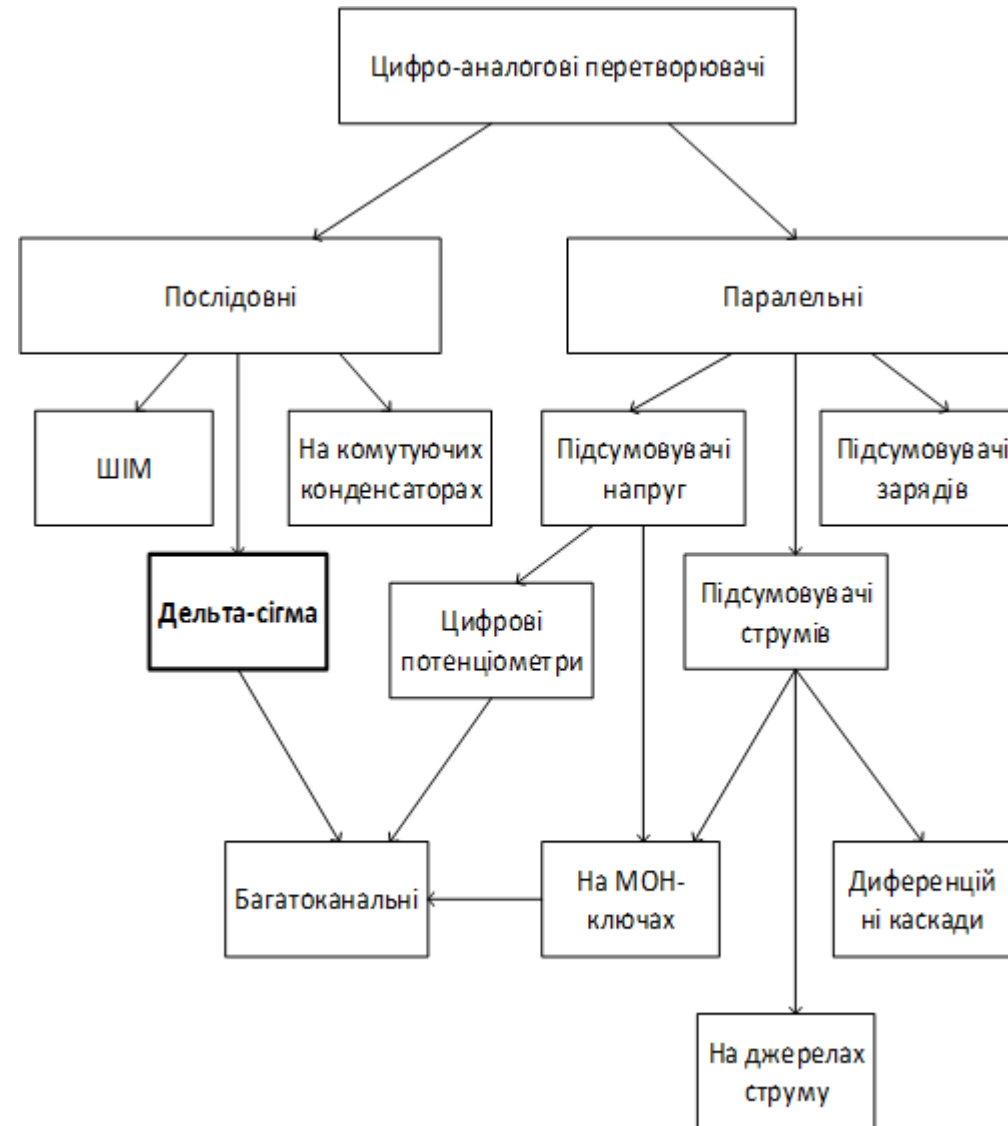 Цифро-аналогові перетворювачі
Послідовні
Паралельні
ШІМ
На комутуючих
конденсаторах
Підсумовувачі
напруг
Підсумовувачі
зарядів
Дельта-сігма
Цифрові
потенціометри
Підсумовувачі
струмів
Багатоканальні
На МОН-
ключах
Диференцій
ні каскади
На джерелах
струму